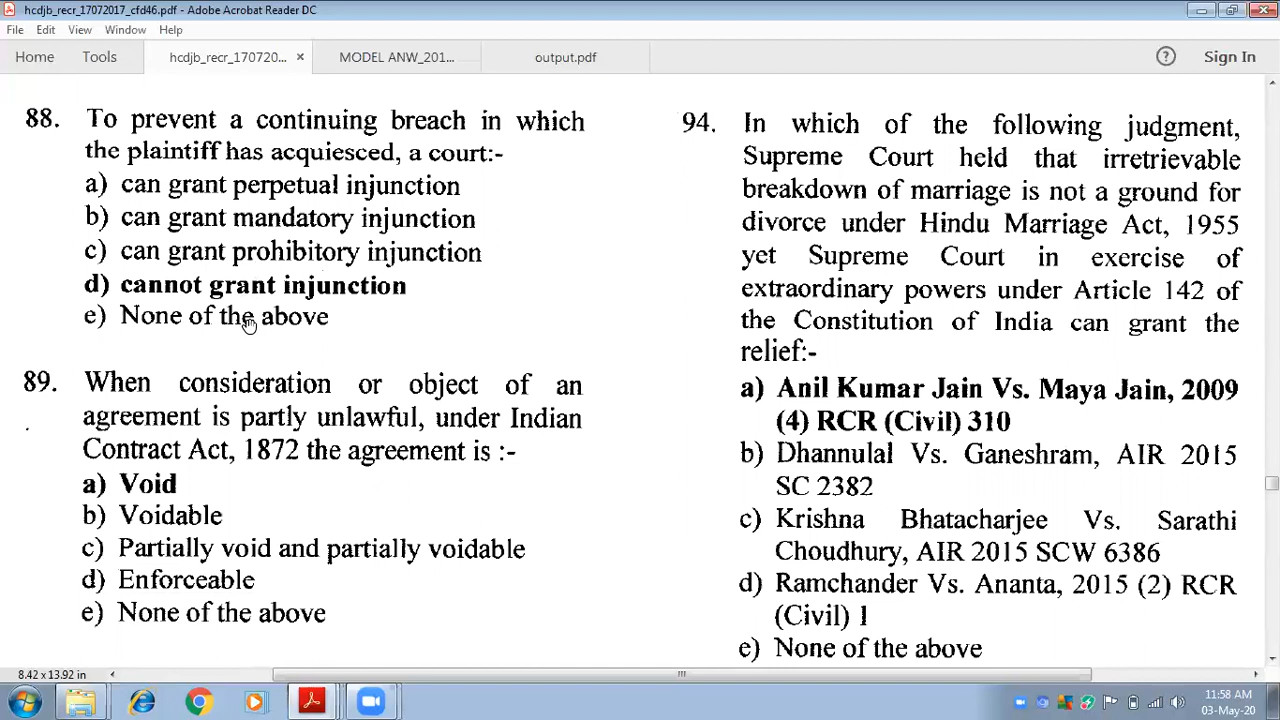 hcdjb_recr_17072017_cfd46.pdf - Adobe Acrobat Reader DC
File Edit View Window Help
Home Tools hcdjb_recr_170720... × MODEL ANW_201... output.pdf ? Sign In
88. To prevent a continuing breach in which
the plaintiff has acquiesced, a court:-
a) can grant perpetual injunction
b) can grant mandatory injunction
c) can grant prohibitory injunction
d) cannot grant injunction
e) None of the above
89. When consideration or object of an
agreement is partly unlawful, under Indian
Contract Act, 1872 the agreement is :-
a) Void
b) Voidable
c) Partially void and partially voidable
d) Enforceable
e) None of the above
94. In which of the following judgment,
Supreme Court held that irretrievable
breakdown of marriage is not a ground for
divorce under Hindu Marriage Act, 1955
yet Supreme Court in exercise of
extraordinary powers under Article 142 of
the Constitution of India can grant the
relief:-
a) Anil Kumar Jain Vs. Maya Jain, 2009
(4) RCR (Civil) 310
b) Dhannulal Vs. Ganeshram, AIR 2015
SC 2382
c) Krishna Bhatacharjee Vs. Sarathi
Choudhury, AIR 2015 SCW 6386
d) Ramchander Vs. Ananta, 2015 (2) RCR
(Civil) 1
e) None of the above
8.42 x 13.92 in
11:58 AM
03-May-20